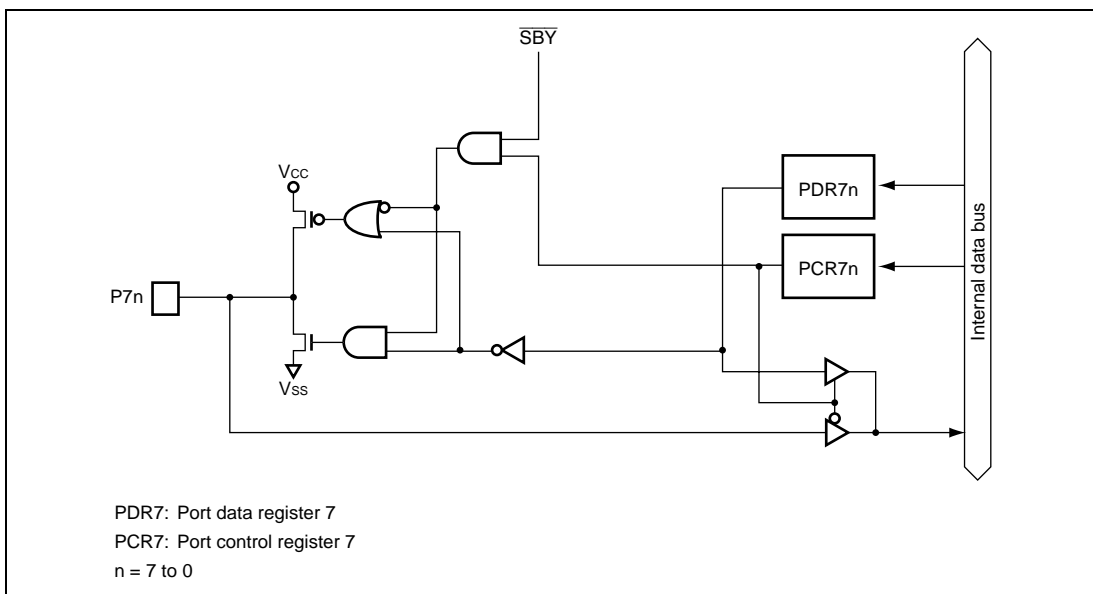 SBY
PDR7n
VCC
PCR7n
Internal data bus
P7n
VSS
PDR7: Port data register 7
PCR7: Port control register 7
n = 7 to 0